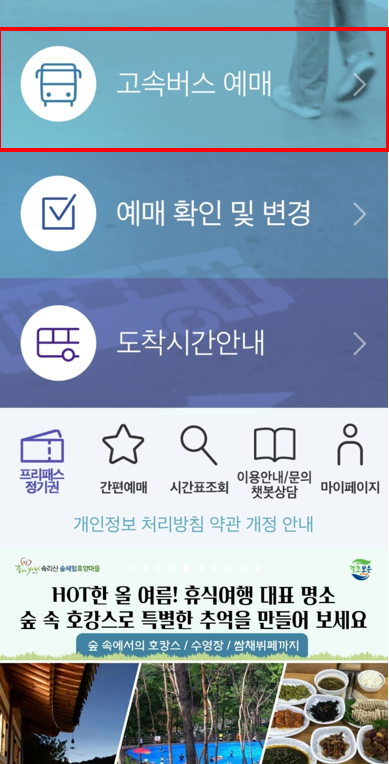 고속버스 예매
예매 확인 및 변경
도착시간안내
프리패스
정기권
간편예매
시간표조회
이용안내/문의
챗봇상담
마이페이지
개인정보 처리방침 약관 개정 안내
속리산 숲체험휴양마을
HOT한 올 여름! 휴식여행 대표 명소
숲 속 호캉스로 특별한 추억을 만들어 보세요
숲 속에서의 호캉스 / 수영장 / 쌈채뷔페까지